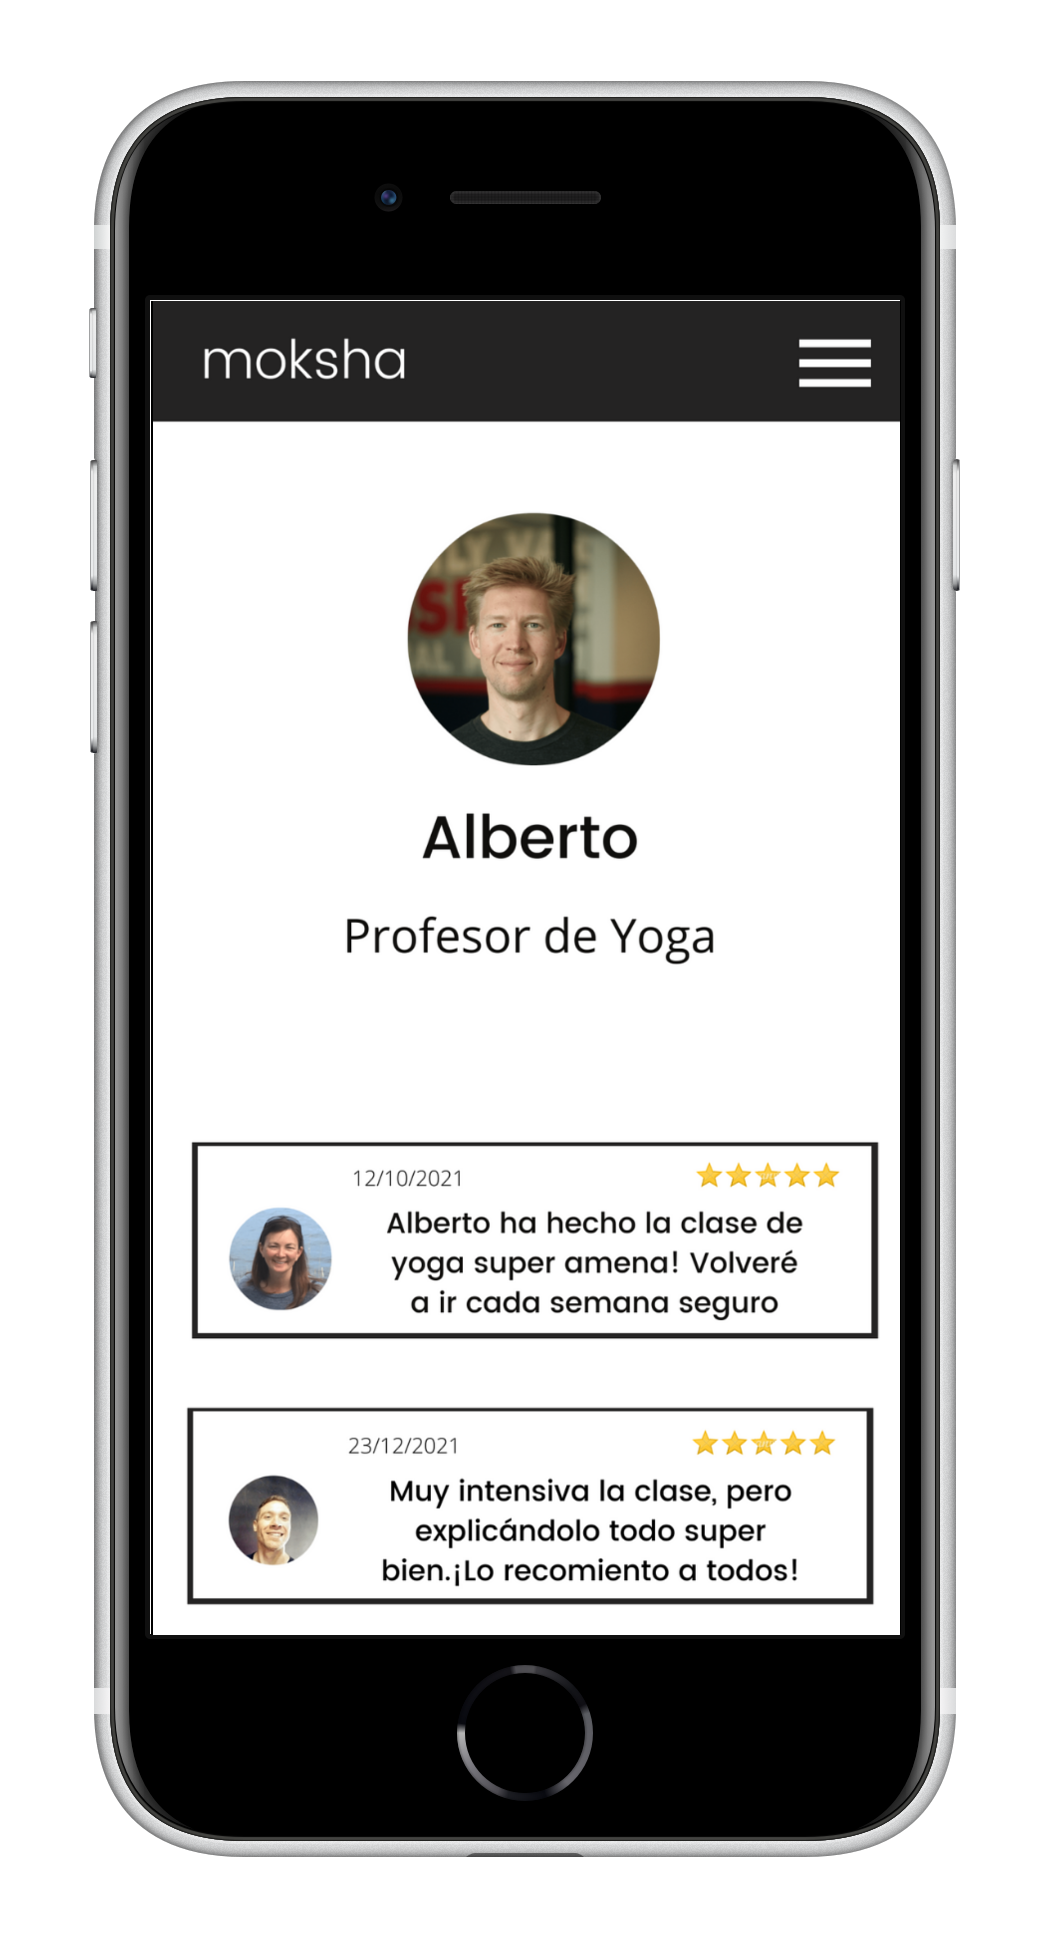 moksha
Alberto
Profesor de Yoga
12/10/2021
Alberto ha hecho la clase de
yoga super amena! Volveré
a ir cada semana seguro
23/12/2021
Muy intensiva la clase, pero
explicándolo todo super
bien.¡Lo recomiento a todos!